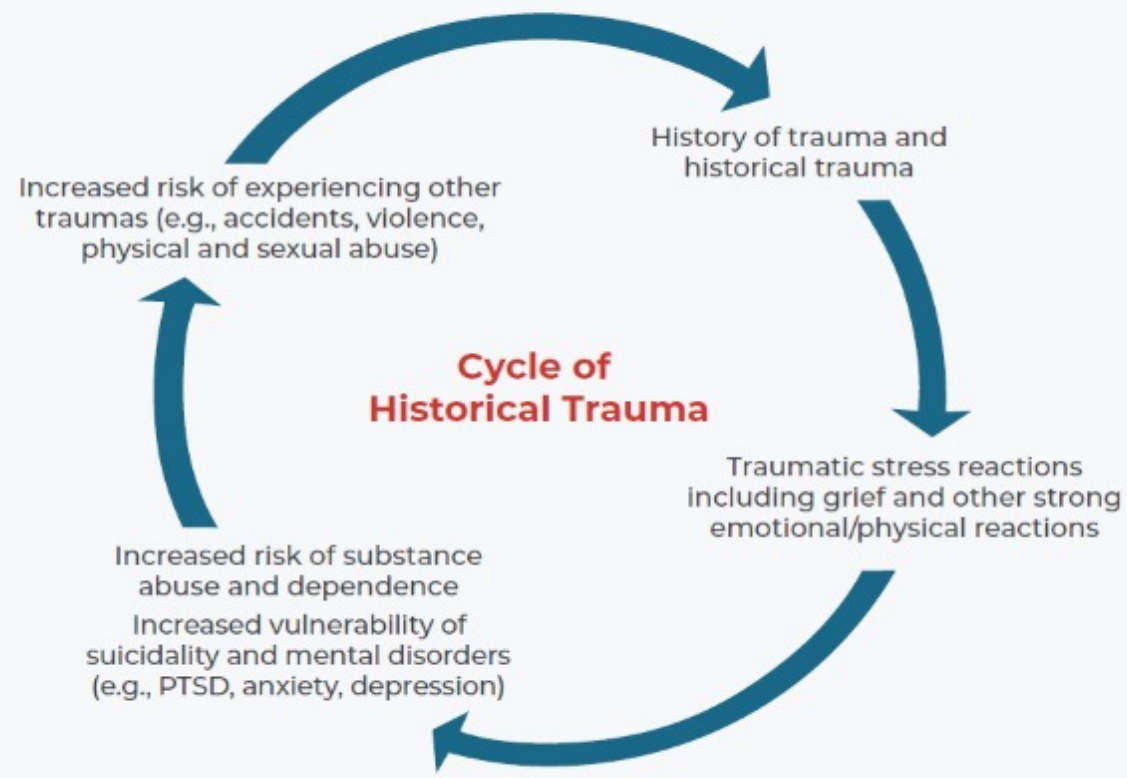 Cycle of
Historical Trauma
History of trauma and
historical trauma
Traumatic stress reactions
including grief and other strong
emotional/physical reactions
Increased risk of substance
abuse and dependence
Increased vulnerability of
suicidality and mental disorders
(e.g., PTSD, anxiety, depression)
Increased risk of experiencing other
traumas (e.g., accidents, violence,
physical and sexual abuse)